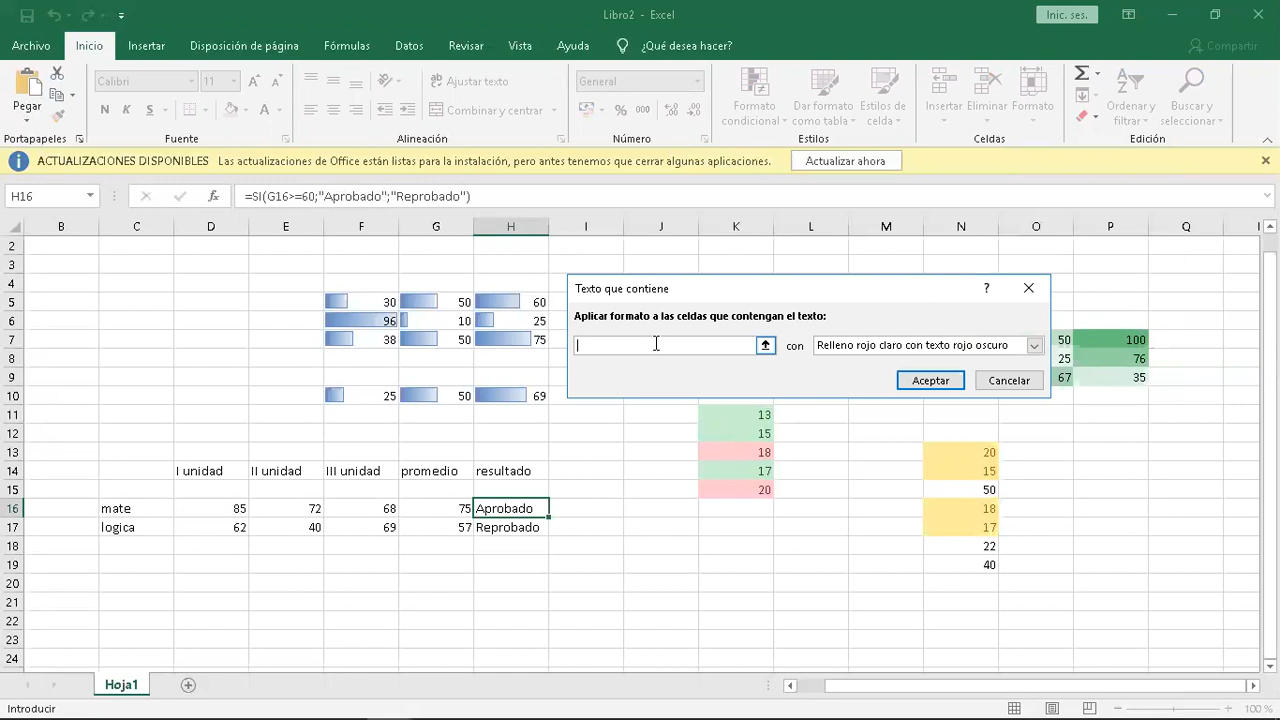 Libro2 - Excel
Inic. ses.
Archivo Inicio Insertar Disposición de página Fórmulas Datos Revisar Vista Ayuda ¿Qué desea hacer? Compartir
Pegar
Calibri 11
N K S
Ajustar texto
Combinar y centrar
General
% 000
Formato condicional
Dar formato como tabla
Estilos de celda
Insertar Eliminar Formato
Ordenar y filtrar
Buscar y seleccionar
Portapapeles Fuente Alineación Número Estilos Celdas Edición
ACTUALIZACIONES DISPONIBLES Las actualizaciones de Office están listas para la instalación, pero antes tenemos que cerrar algunas aplicaciones. Actualizar ahora
H16 fx =SI(G16>=60;"Aprobado";"Reprobado")
B C D E F G H I J K L M N O P Q
2
3
4
5 30 50 60
6 96 10 25
7 38 50 75 50 100
8 25 76
9 67 35
10 25 50 69
11 13
12 15
13 18 20
14 I unidad II unidad III unidad promedio resultado 17 15
15 20 50
16 mate 85 72 68 75 Aprobado 18
17 logica 62 40 69 57 Reprobado 17
18 22
19 40
20
21
22
23
24
Texto que contiene ?
Aplicar formato a las celdas que contengan el texto:
con Relleno rojo claro con texto rojo oscuro
Aceptar Cancelar
Hoja1
Introducir
100 %